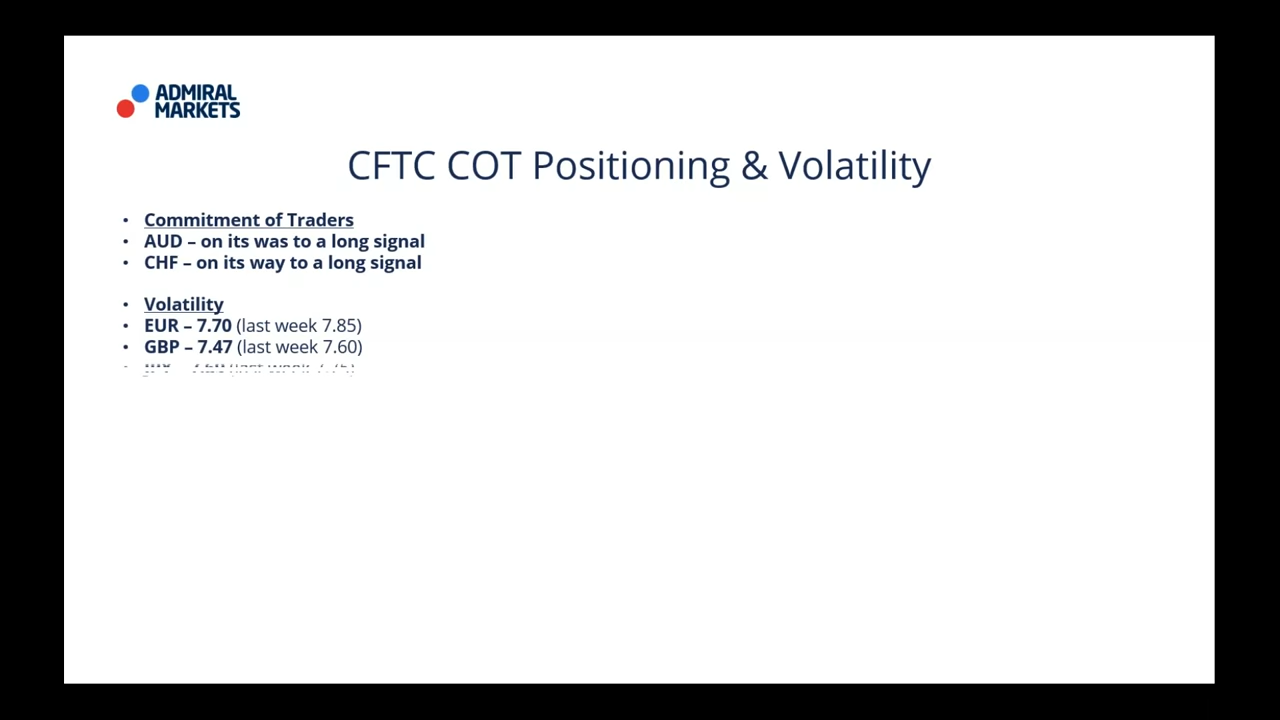 ADMIRAL
MARKETS
CFTC COT Positioning & Volatility
• Commitment of Traders
• AUD – on its was to a long signal
• CHF – on its way to a long signal
• Volatility
• EUR – 7.70 (last week 7.85)
• GBP – 7.47 (last week 7.60)